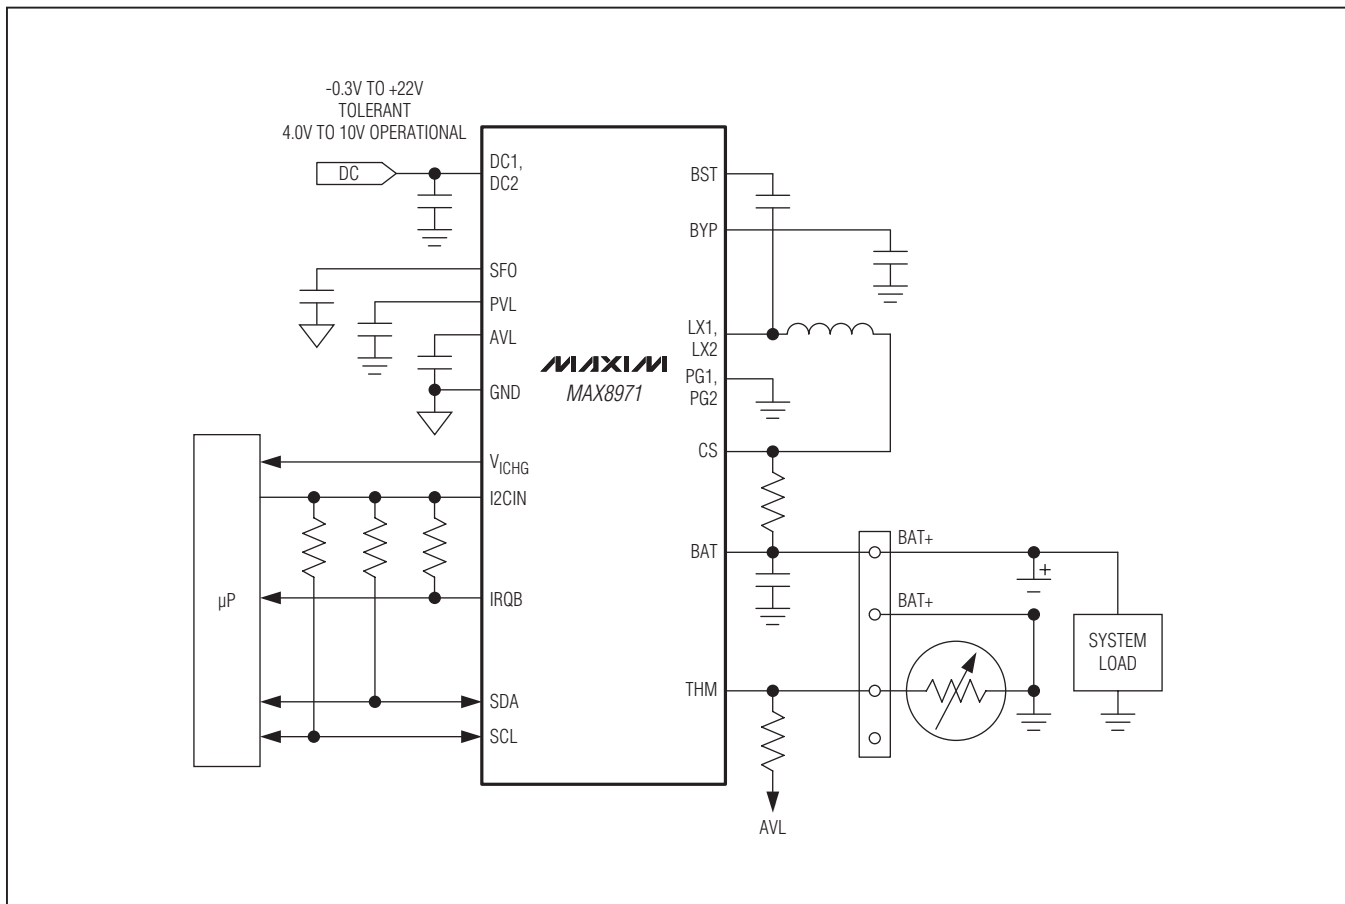 -0.3V TO +22V
TOLERANT
4.0V TO 10V OPERATIONAL
DC
DC1,
DC2
SFO
PVL
AVL
GND
VICHG
I2CIN
IRQB
SDA
SCL
µP
MAXIM
MAX8971
BST
BYP
LX1,
LX2
PG1,
PG2
CS
BAT
THM
AVL
BAT+
+
BAT+
SYSTEM
LOAD